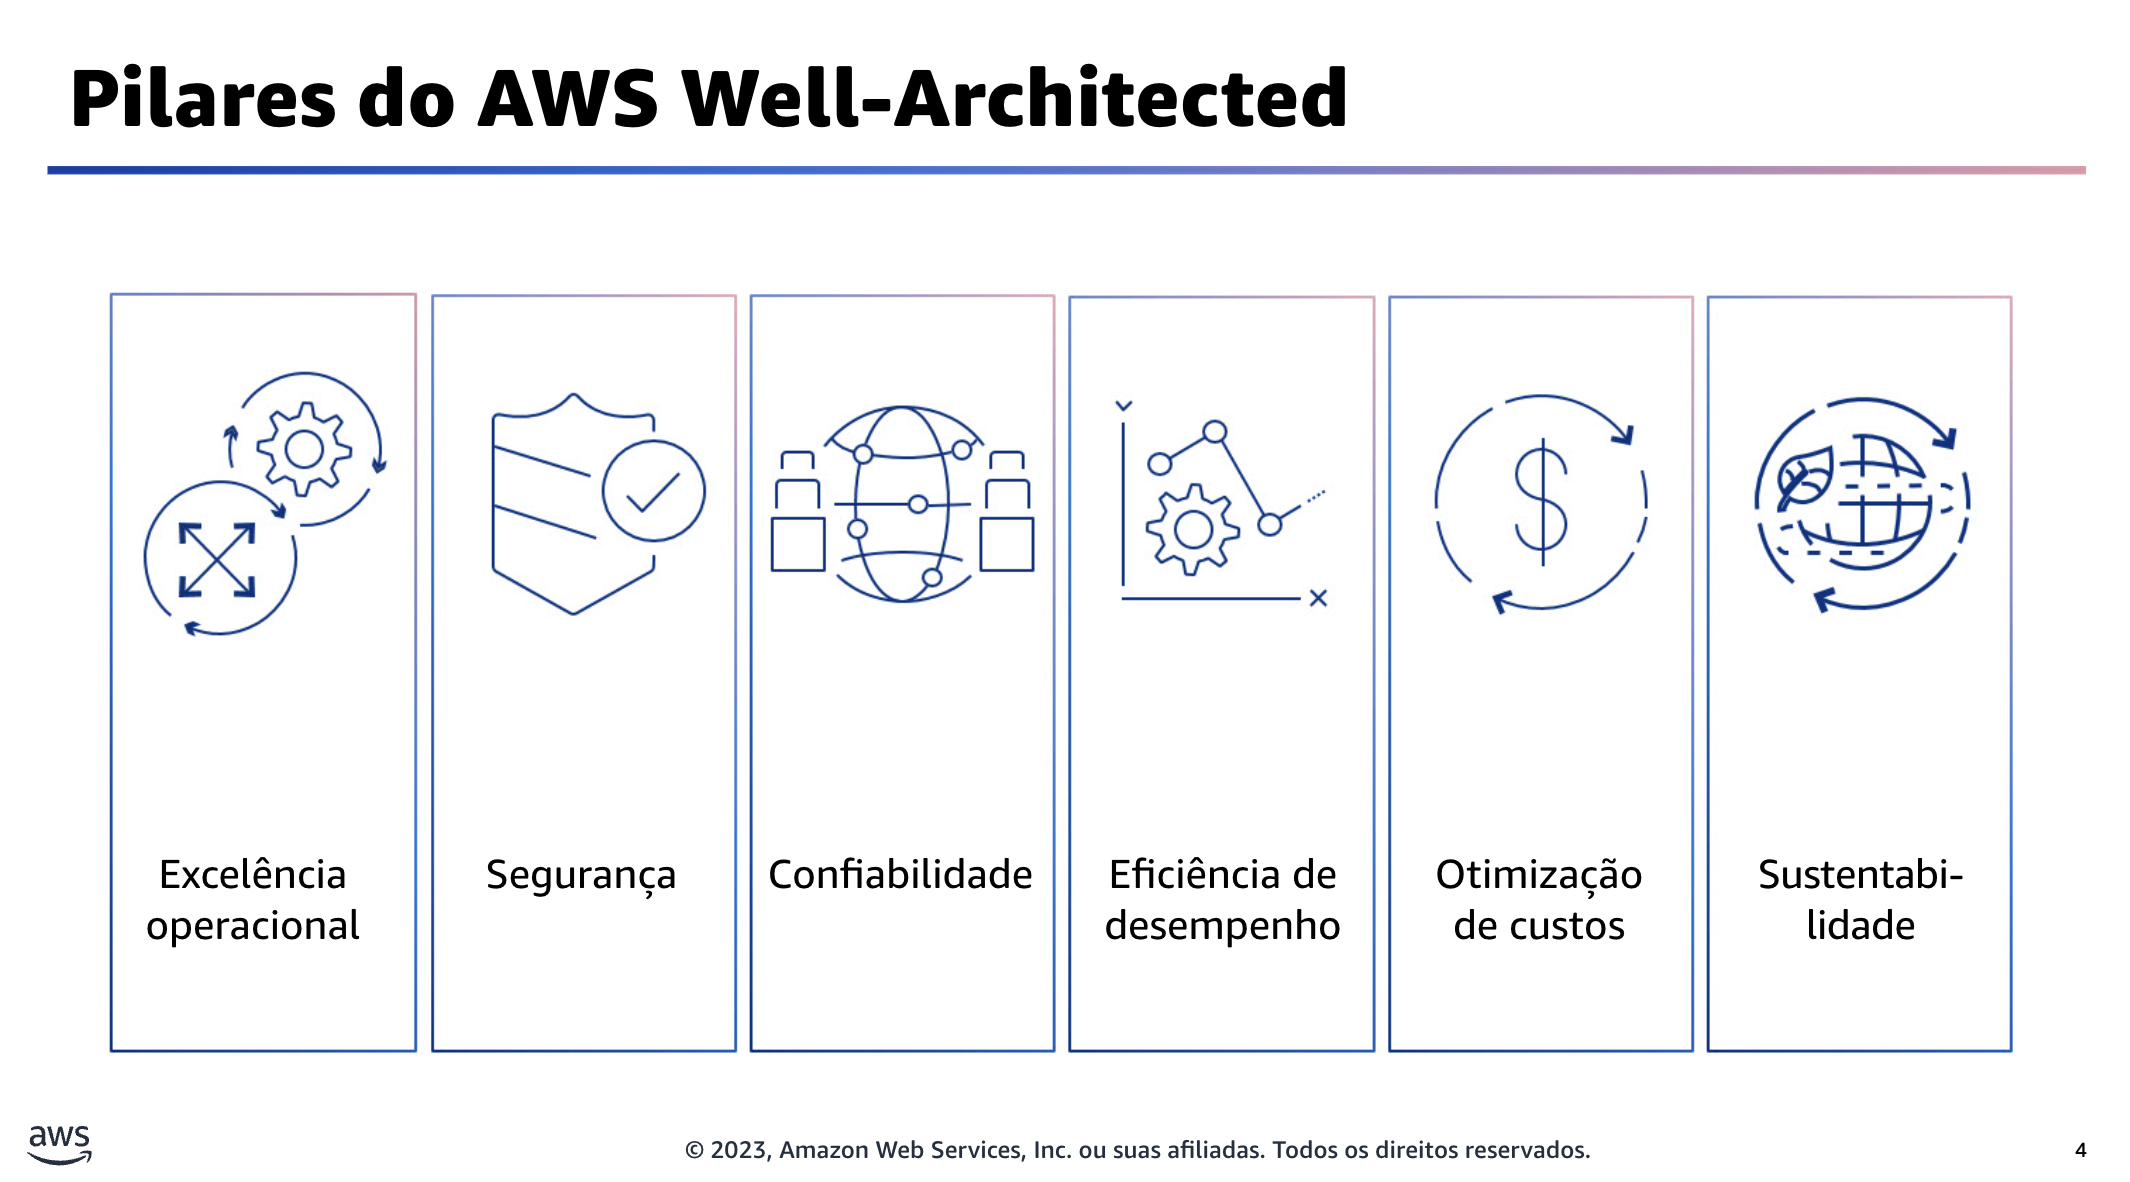 Pilares do AWS Well-Architected
Excelência
operacional
Segurança
Confiabilidade
Eficiência de
desempenho
Otimização
de custos
Sustentabi-
lidade
aws
© 2023, Amazon Web Services, Inc. ou suas afiliadas. Todos os direitos reservados.
4